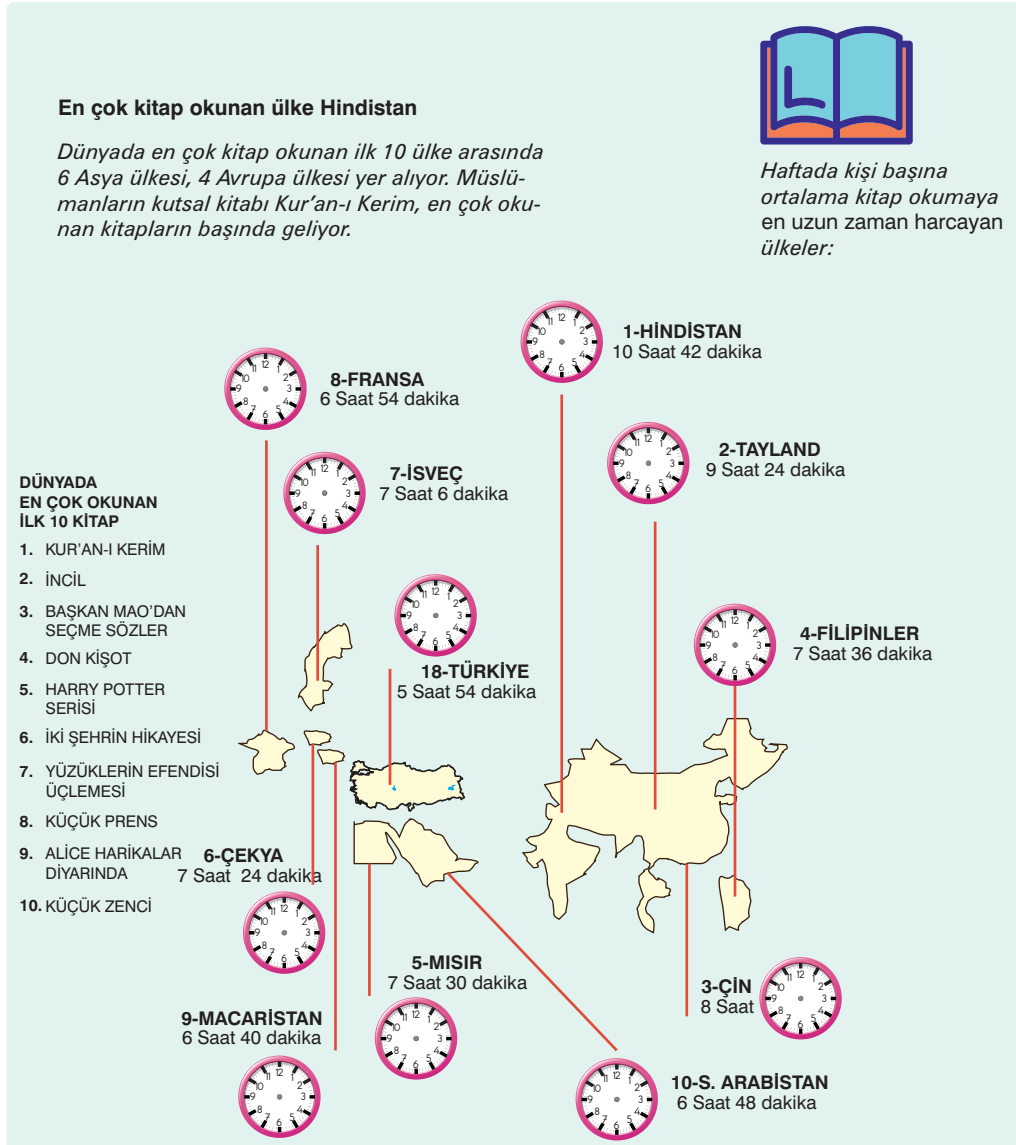 En çok kitap okunan ülke Hindistan
Dünyada en çok kitap okunan ilk 10 ülke arasında
6 Asya ülkesi, 4 Avrupa ülkesi yer alıyor. Müslü-
manların kutsal kitabı Kur'an-ı Kerim, en çok oku-
nan kitapların başında geliyor.
Haftada kişi başına
ortalama kitap okumaya
en uzun zaman harcayan
ülkeler:
1-HİNDİSTAN
10 Saat 42 dakika
8-FRANSA
6 Saat 54 dakika
2-TAYLAND
9 Saat 24 dakika
7-İSVEÇ
7 Saat 6 dakika
DÜNYADA
EN ÇOK OKUNAN
İLK 10 KİTAP
1. KUR'AN-I KERİM
2. İNCİL
3. BAŞKAN MAO'DAN
SEÇME SÖZLER
4. DON KİŞOT
5. HARRY POTTER
SERİSİ
6. İKİ ŞEHRİN HİKAYESİ
7. YÜZÜKLERİN EFENDİSİ
ÜÇLEMESİ
8. KÜÇÜK PRENS
9. ALİCE HARİKALAR
DİYARINDA
10. KÜÇÜK ZENCİ
18-TÜRKİYE
5 Saat 54 dakika
4-FİLİPİNLER
7 Saat 36 dakika
6-ÇEKYA
7 Saat 24 dakika
5-MISIR
7 Saat 30 dakika
3-ÇİN
8 Saat
9-MACARİSTAN
6 Saat 40 dakika
10-S. ARABİSTAN
6 Saat 48 dakika